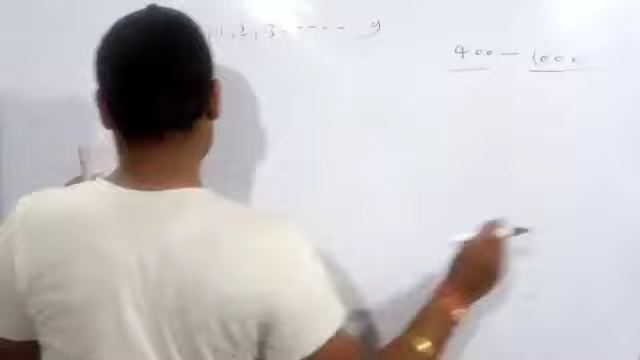 1, 2, 3 ------- 9
400 - 1000